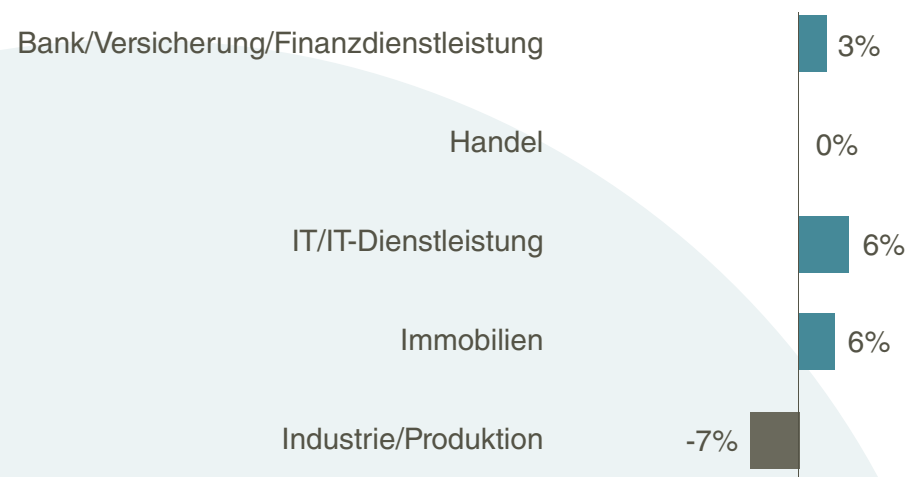 Bank/Versicherung/Finanzdienstleistung 3%
Handel 0%
IT/IT-Dienstleistung 6%
Immobilien 6%
Industrie/Produktion -7%